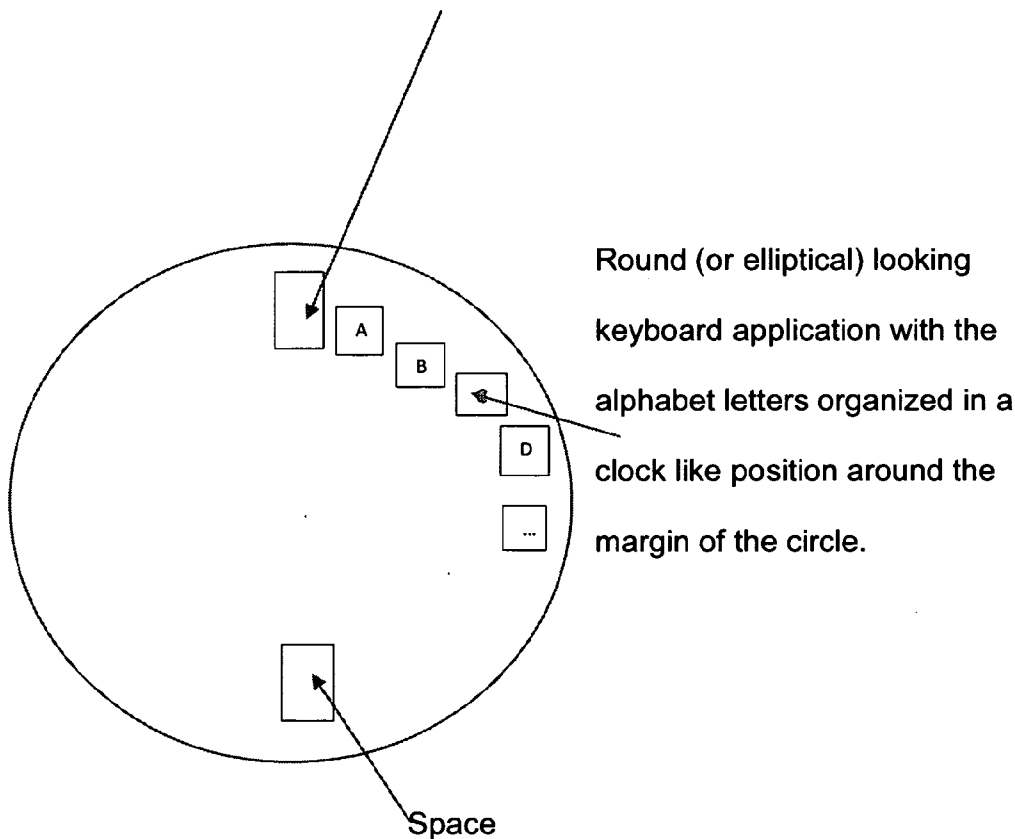 A
B
C
D
...
Round (or elliptical) looking
keyboard application with the
alphabet letters organized in a
clock like position around the
margin of the circle.
Space